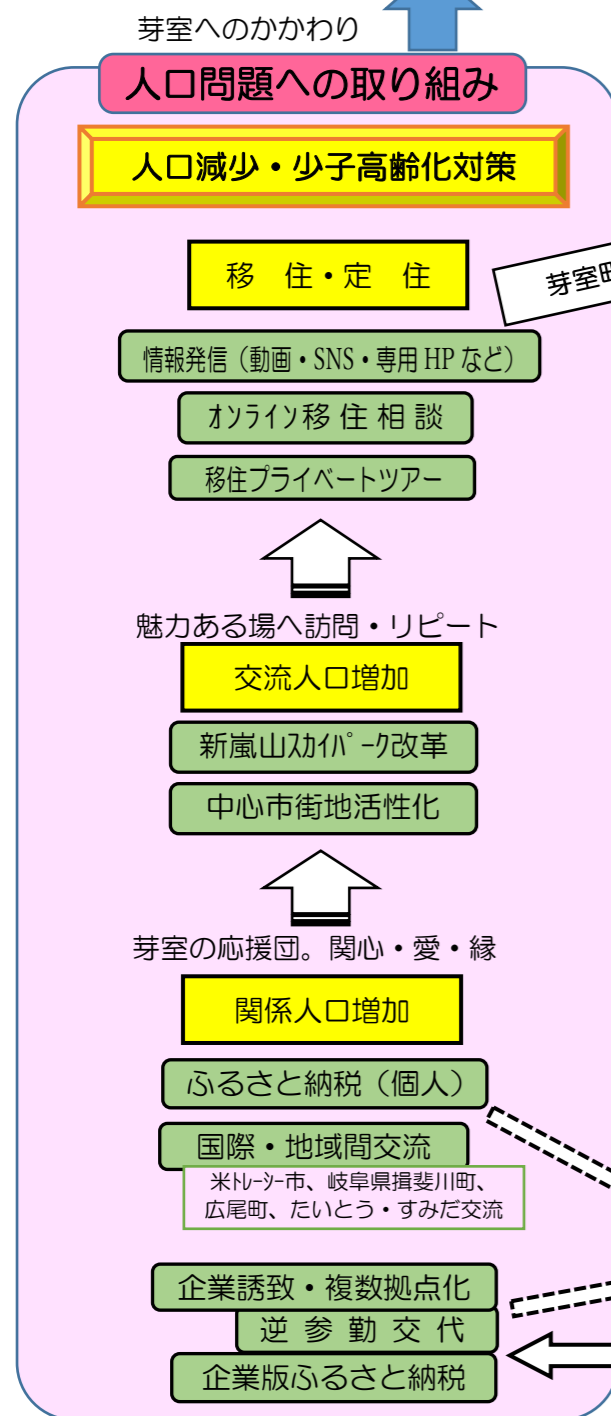 芽室へのかかわり
人口問題への取り組み
人口減少・少子高齢化対策
移　住・定　住
芽室町
情報発信（動画・SNS・専用 HP など）
ｵﾝﾗｲﾝ移 住 相 談
移住プライベートツアー
魅力ある場へ訪問・リピート
交流人口増加
新嵐山ｽｶｲﾊﾟｰｸ改革
中心市街地活性化
芽室の応援団。関心・愛・縁
関係人口増加
ふるさと納税（個人）
国際・地域間交流
米ﾄﾚｰｼｰ市、岐阜県揖斐川町、
広尾町、たいとう・すみだ交流
企業誘致・複数拠点化
逆 参 勤 交 代
企業版ふるさと納税